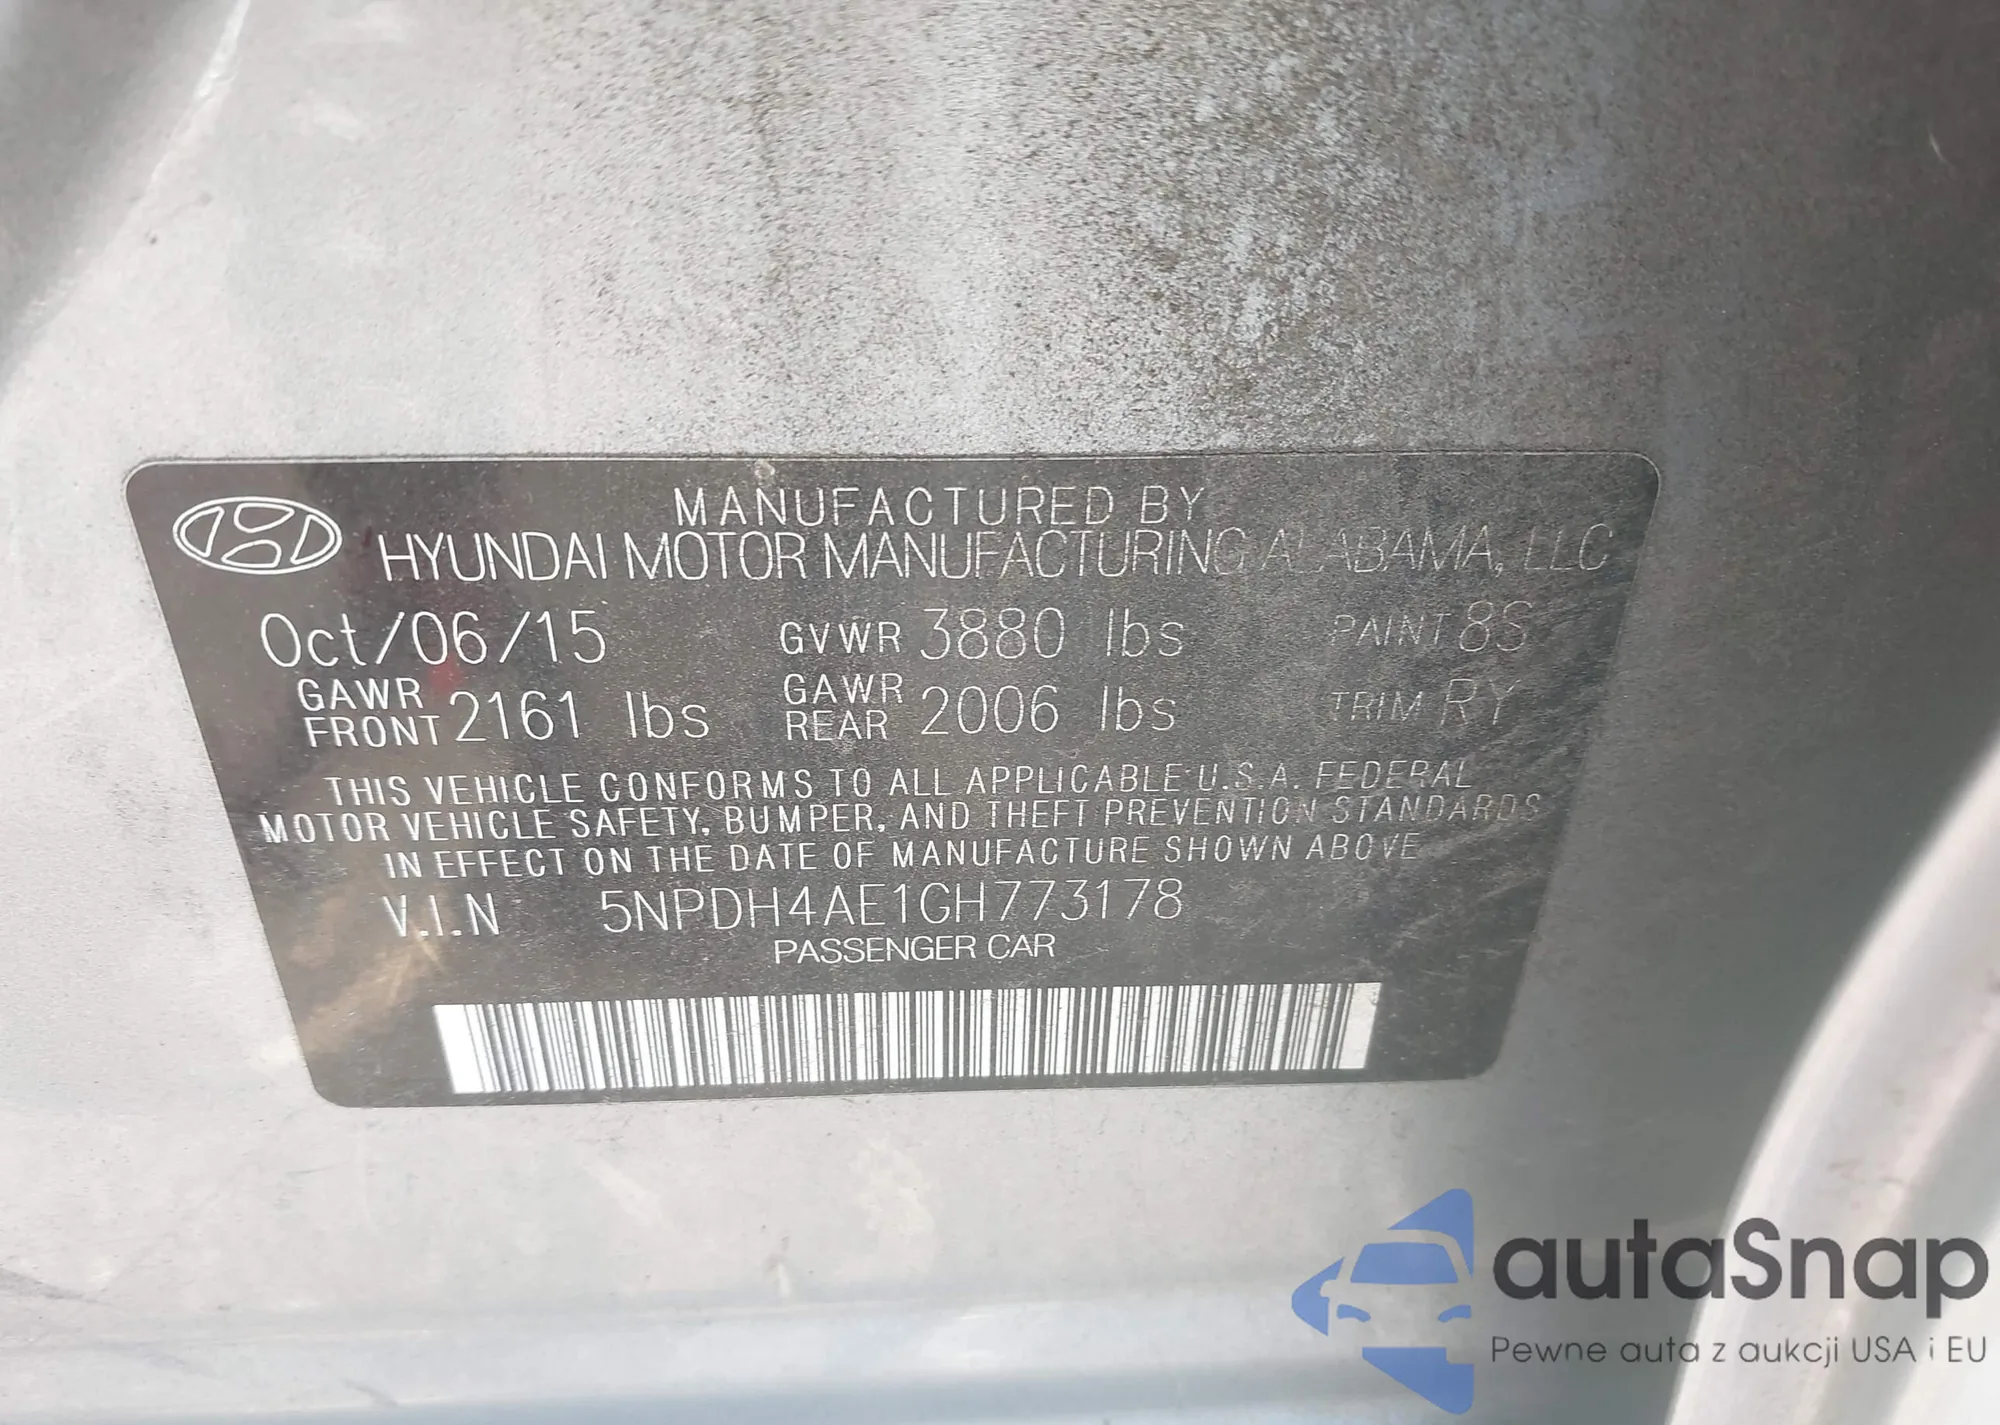 MANUFACTURED BY
HYUNDAI MOTOR MANUFACTURING ALABAMA, LLC
Oct/06/15 GVWR 3880 lbs PAINT 8S
GAWR FRONT 2161 lbs GAWR REAR 2006 lbs TRIM RY
THIS VEHICLE CONFORMS TO ALL APPLICABLE U.S.A. FEDERAL
MOTOR VEHICLE SAFETY, BUMPER, AND THEFT PREVENTION STANDARDS
IN EFFECT ON THE DATE OF MANUFACTURE SHOWN ABOVE
V.I.N 5NPDH4AE1GH773178
PASSENGER CAR
autaSnap
Pewne auta z aukcji USA i EU